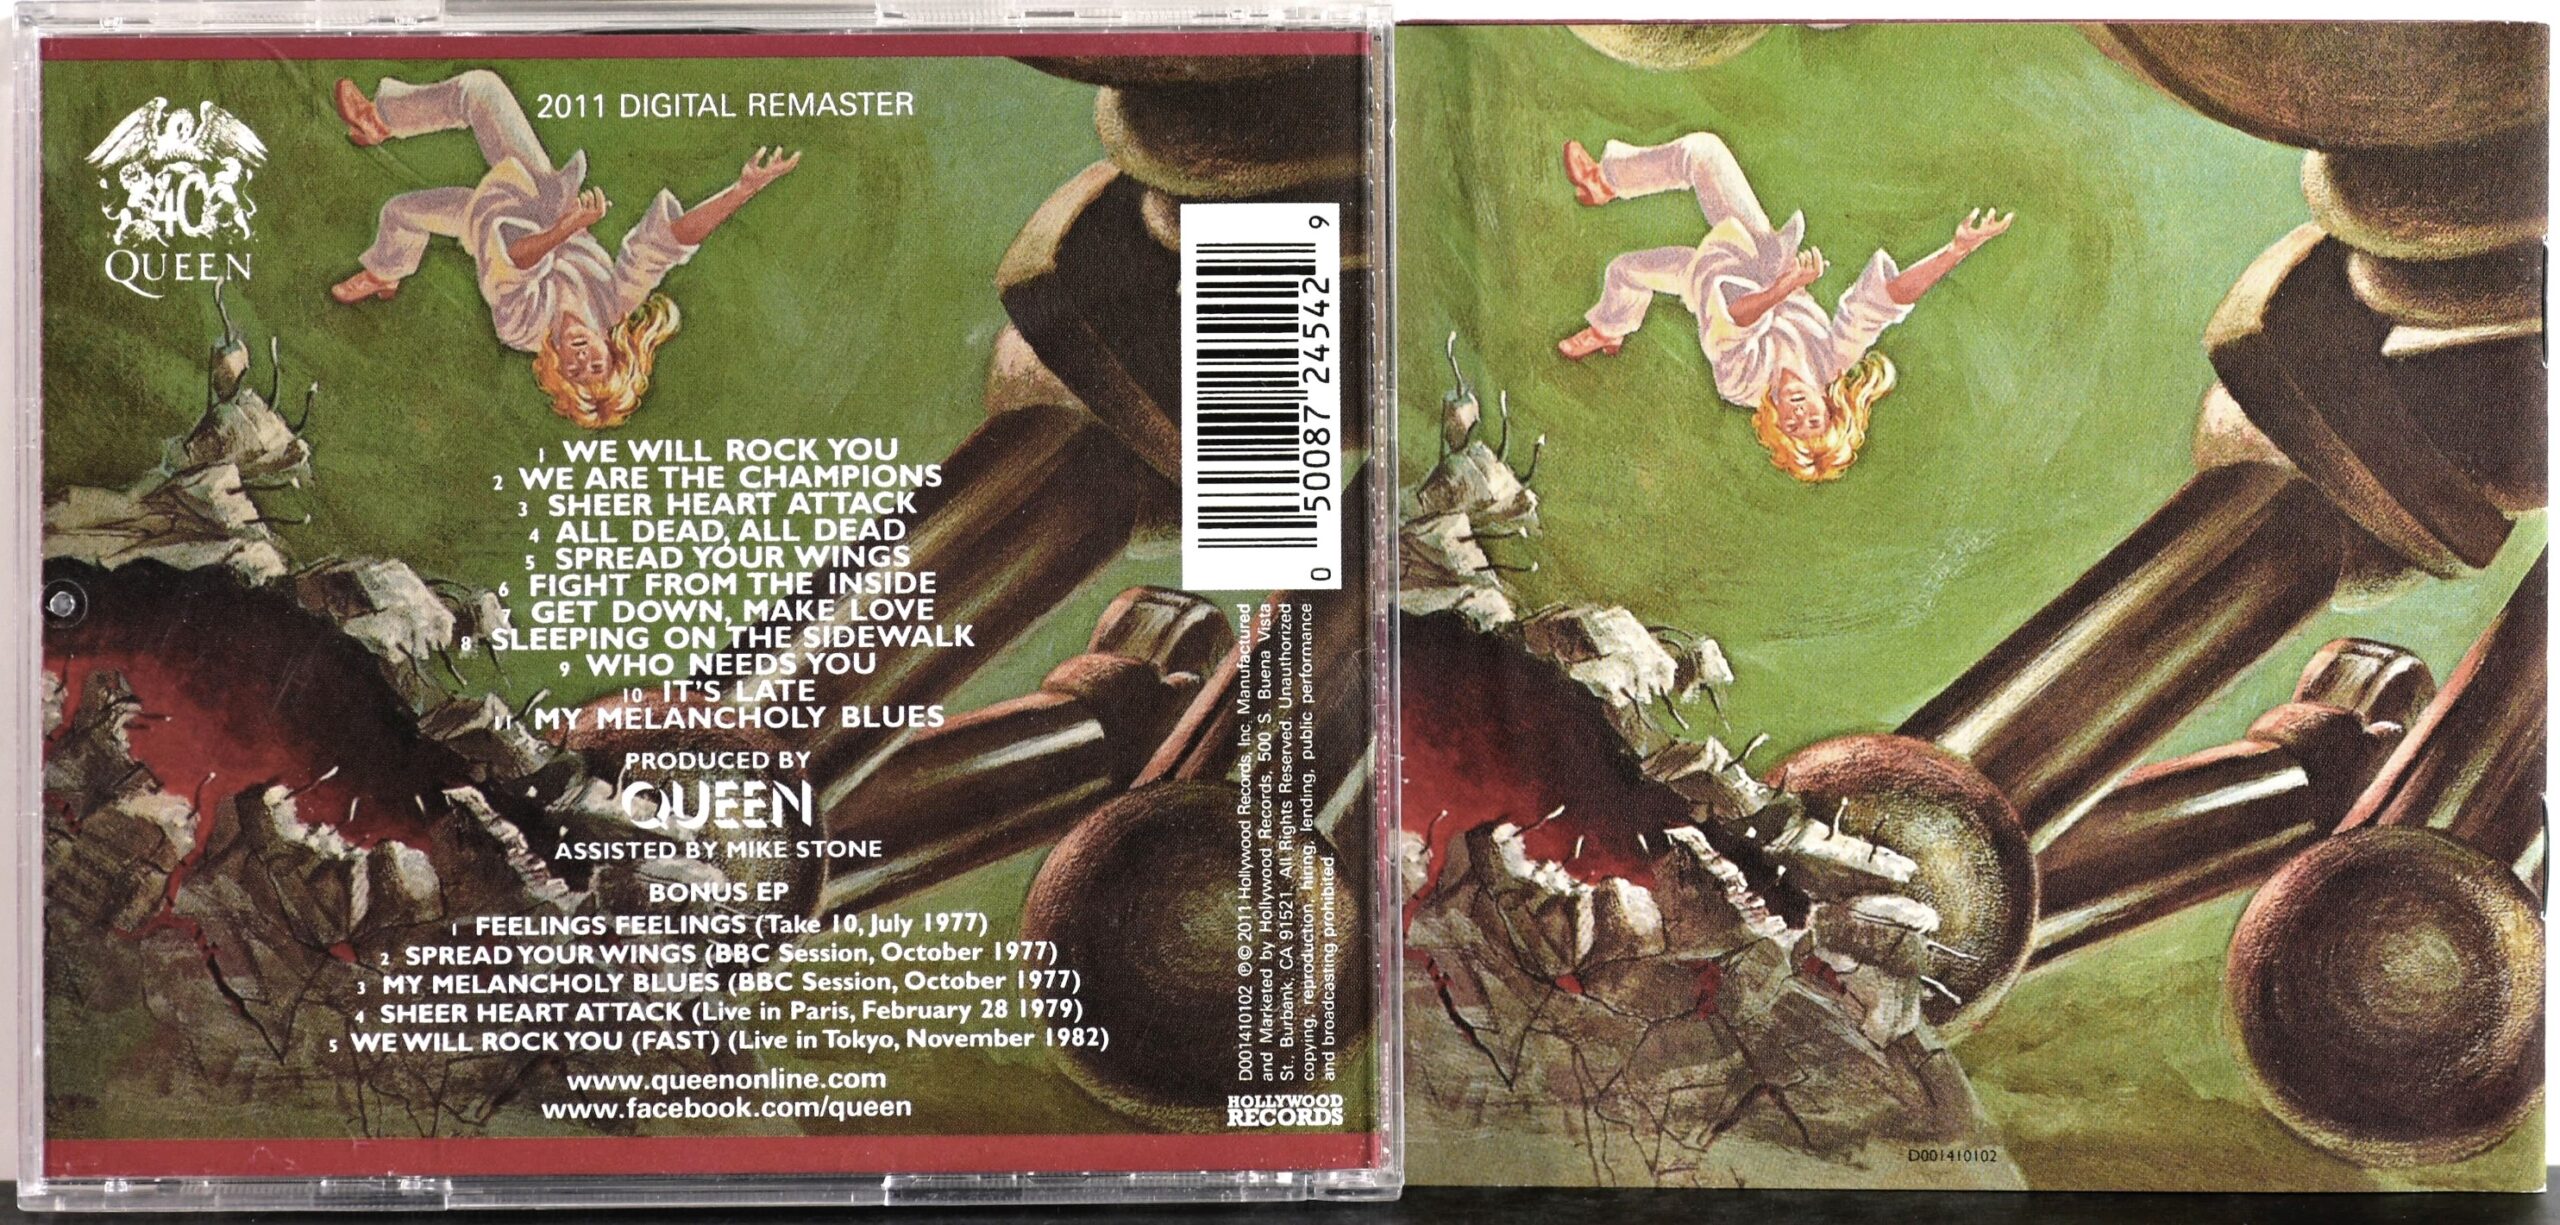 2011 DIGITAL REMASTER
40
QUEEN
1 WE WILL ROCK YOU
2 WE ARE THE CHAMPIONS
3 SHEER HEART ATTACK
4 ALL DEAD, ALL DEAD
5 SPREAD YOUR WINGS
6 FIGHT FROM THE INSIDE
7 GET DOWN, MAKE LOVE
8 SLEEPING ON THE SIDEWALK
9 WHO NEEDS YOU
10 IT'S LATE
11 MY MELANCHOLY BLUES
PRODUCED BY
QUEEN
ASSISTED BY MIKE STONE
BONUS EP
1 FEELINGS FEELINGS (Take 10, July 1977)
2 SPREAD YOUR WINGS (BBC Session, October 1977)
3 MY MELANCHOLY BLUES (BBC Session, October 1977)
4 SHEER HEART ATTACK (Live in Paris, February 28 1979)
5 WE WILL ROCK YOU (FAST) (Live in Tokyo, November 1982)
www.queenonline.com
www.facebook.com/queen
0 50087 24542 9
D001410102 ℗©2011 Hollywood Records, Inc. Manufactured
and Marketed by Hollywood Records, 500 S. Buena Vista
St., Burbank, CA 91521. All Rights Reserved. Unauthorized
copying, reproduction, hiring, lending, public performance
and broadcasting prohibited.
HOLLYWOOD
RECORDS
D001410102